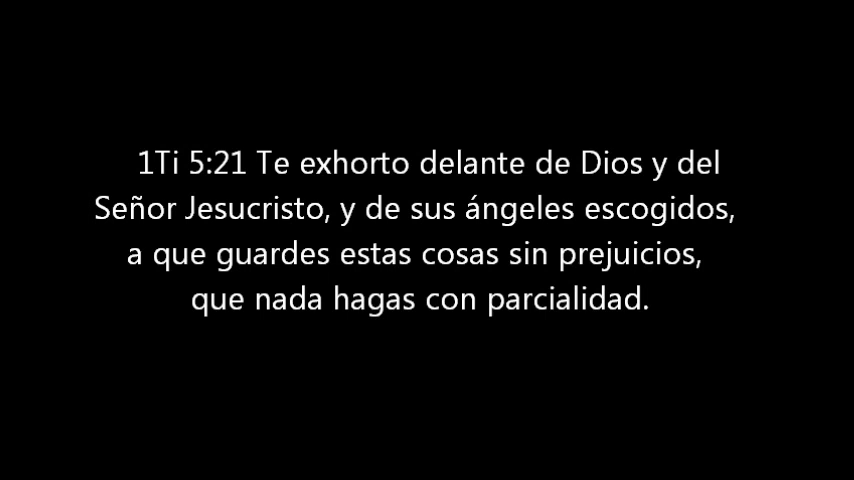 1Ti 5:21 Te exhorto delante de Dios y del
Señor Jesucristo, y de sus ángeles escogidos,
a que guardes estas cosas sin prejuicios,
que nada hagas con parcialidad.